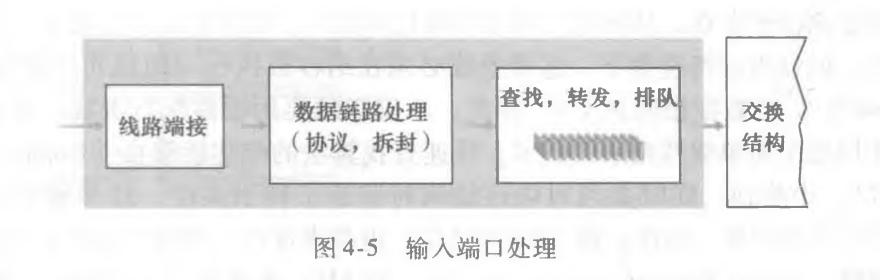 线路端接
数据链路处理
（协议，拆封）
查找，转发，排队
交换
结构
图 4-5 输入端口处理